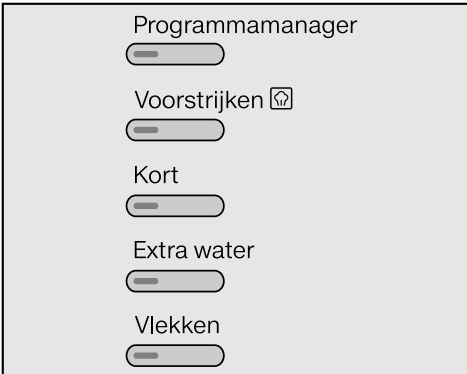 Programmamanager
Voorstrijken
Kort
Extra water
Vlekken